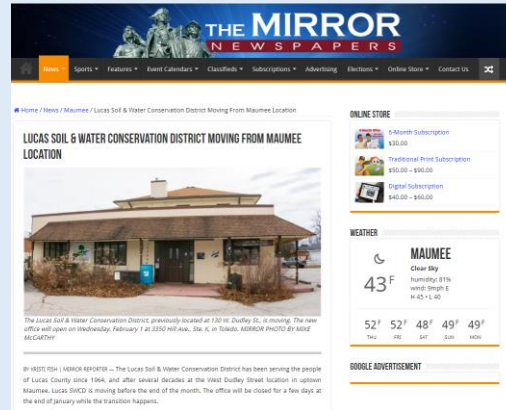 THE MIRROR
NEWSPAPERS
News Sports Features Event Calendars Classifieds Subscriptions Advertising Elections Online Store Contact Us
Home / News / Maumee / Lucas Soil & Water Conservation District Moving From Maumee Location
LUCAS SOIL & WATER CONSERVATION DISTRICT MOVING FROM MAUMEE
LOCATION
The Lucas Soil & Water Conservation District, previously located at 130 W. Dudley St., is moving. The new
office will open on Wednesday, February 1 at 3350 Hill Ave., Ste. K, in Toledo. MIRROR PHOTO BY MIKE
McCARTHY
BY KRISTI FISH | MIRROR REPORTER — The Lucas Soil & Water Conservation District has been serving the people
of Lucas County since 1964, and after several decades at the West Dudley Street location in uptown
Maumee, Lucas SWCD is moving before the end of the month. The office will be closed for a few days at
the end of January while the transition happens.
ONLINE STORE
6-Month Subscription
$30.00
Traditional Print Subscription
$50.00 – $90.00
Digital Subscription
$40.00 – $60.00
WEATHER
MAUMEE
Clear Sky
43 F
humidity: 81%
wind: 9mph E
H 45 • L 40
52F 52F 48F 49F 49F
THU FRI SAT SUN MON
GOOGLE ADVERTISEMENT